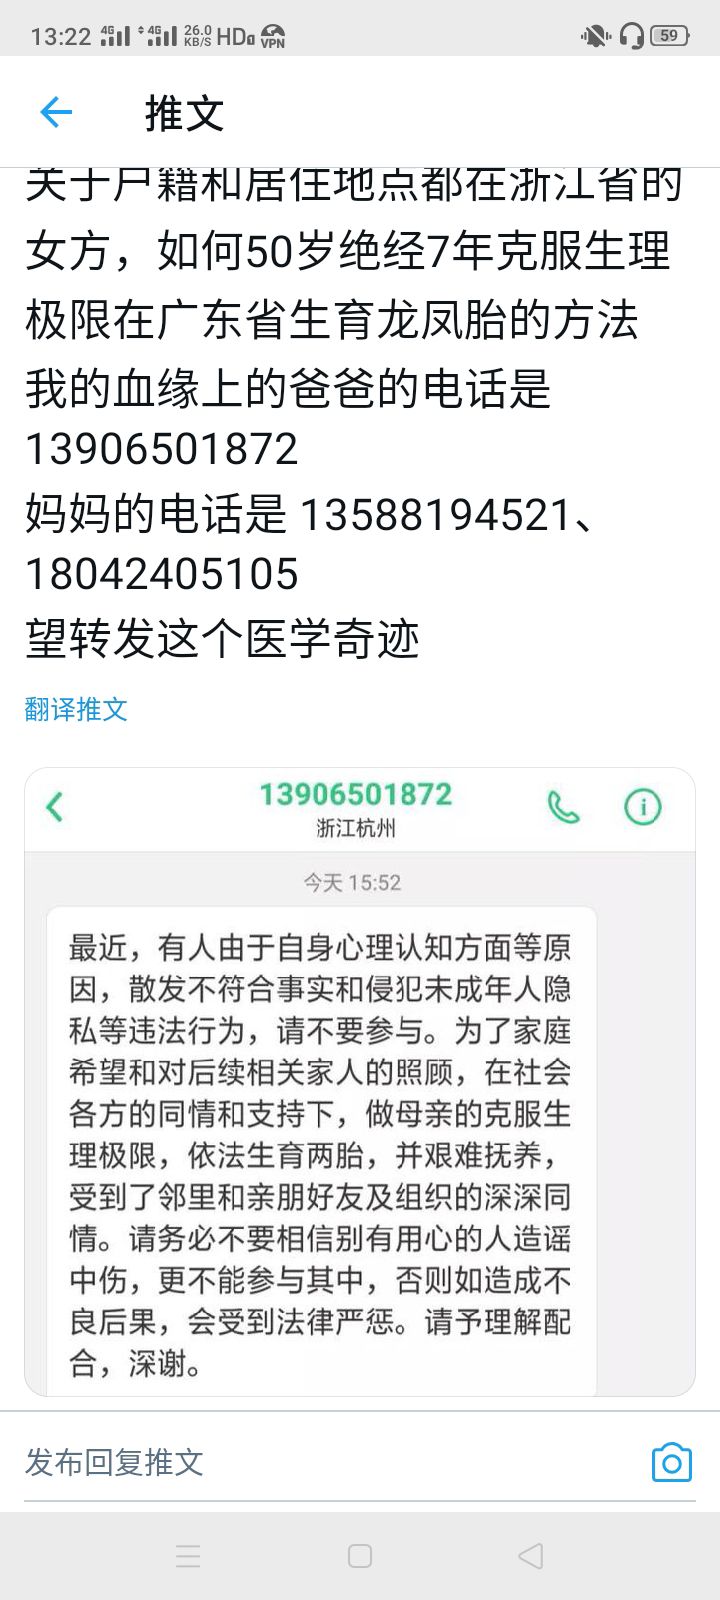 13:22 4G 4G 26.0 KB/S HD VPN 59
推文
关于户籍和居住地点都在浙江省的
女方，如何50岁绝经7年克服生理
极限在广东省生育龙凤胎的方法
我的血缘上的爸爸的电话是
13906501872
妈妈的电话是 13588194521、
18042405105
望转发这个医学奇迹
翻译推文
13906501872
浙江杭州
今天 15:52
最近，有人由于自身心理认知方面等原
因，散发不符合事实和侵犯未成年人隐
私等违法行为，请不要参与。为了家庭
希望和对后续相关家人的照顾，在社会
各方的同情和支持下，做母亲的克服生
理极限，依法生育两胎，并艰难抚养，
受到了邻里和亲朋好友及组织的深深同
情。请务必不要相信别有用心的人造谣
中伤，更不能参与其中，否则如造成不
良后果，会受到法律严惩。请予理解配
合，深谢。
发布回复推文